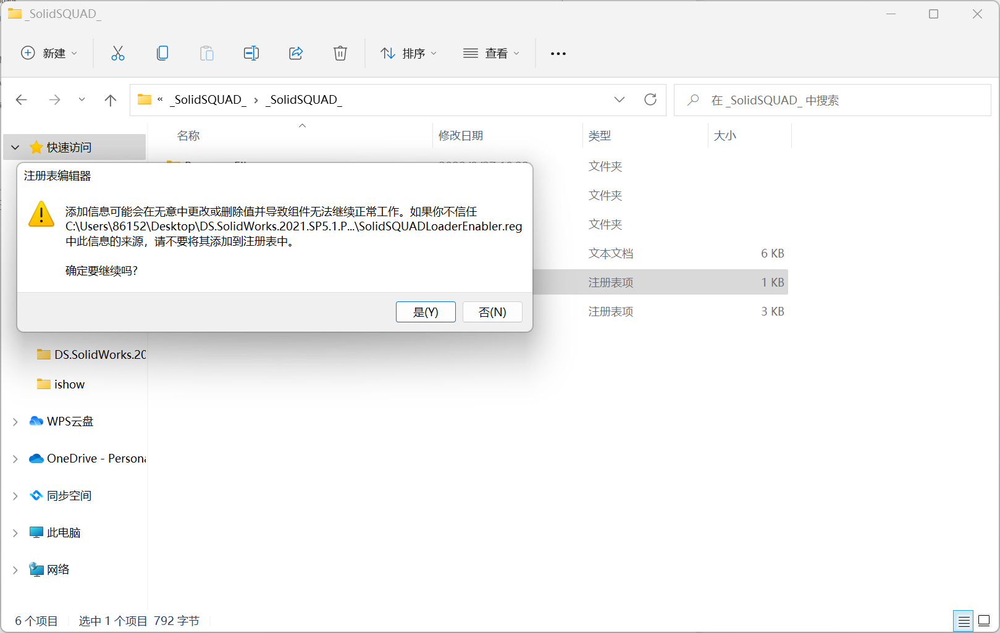 _SolidSQUAD_
新建
排序
查看
« _SolidSQUAD_ › _SolidSQUAD_
在 _SolidSQUAD_ 中搜索
名称
修改日期
类型
大小
快速访问
文件夹
文件夹
文件夹
文本文档 6 KB
注册表项 1 KB
注册表项 3 KB
注册表编辑器
添加信息可能会在无意中更改或删除值并导致组件无法继续正常工作。如果你不信任
C:\Users\86152\Desktop\DS.SolidWorks.2021.SP5.1.P...\SolidSQUADLoaderEnabler.reg
中此信息的来源，请不要将其添加到注册表中。
确定要继续吗?
是(Y)
否(N)
DS.SolidWorks.20
ishow
WPS云盘
OneDrive - Persona
同步空间
此电脑
网络
6 个项目
选中 1 个项目 792 字节